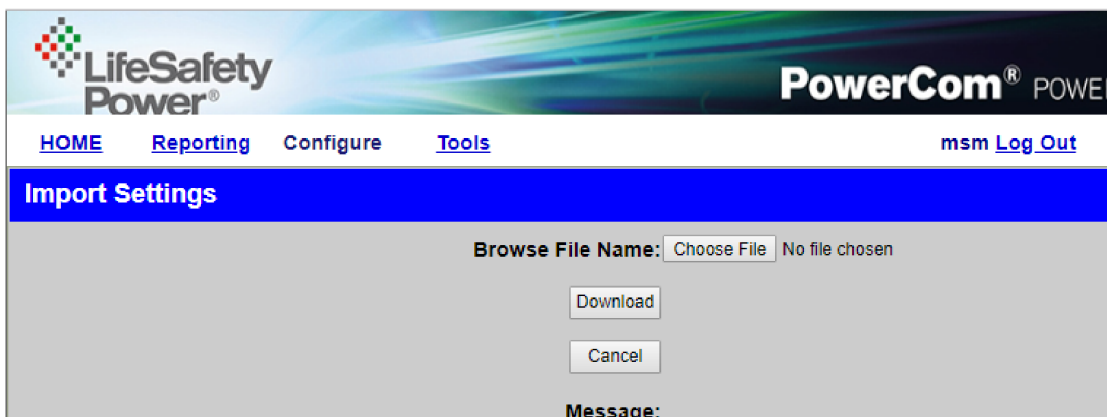 LifeSafety
Power®
PowerCom® POWE
HOME Reporting Configure Tools msm Log Out
Import Settings
Browse File Name: Choose File No file chosen
Download
Cancel
Message: